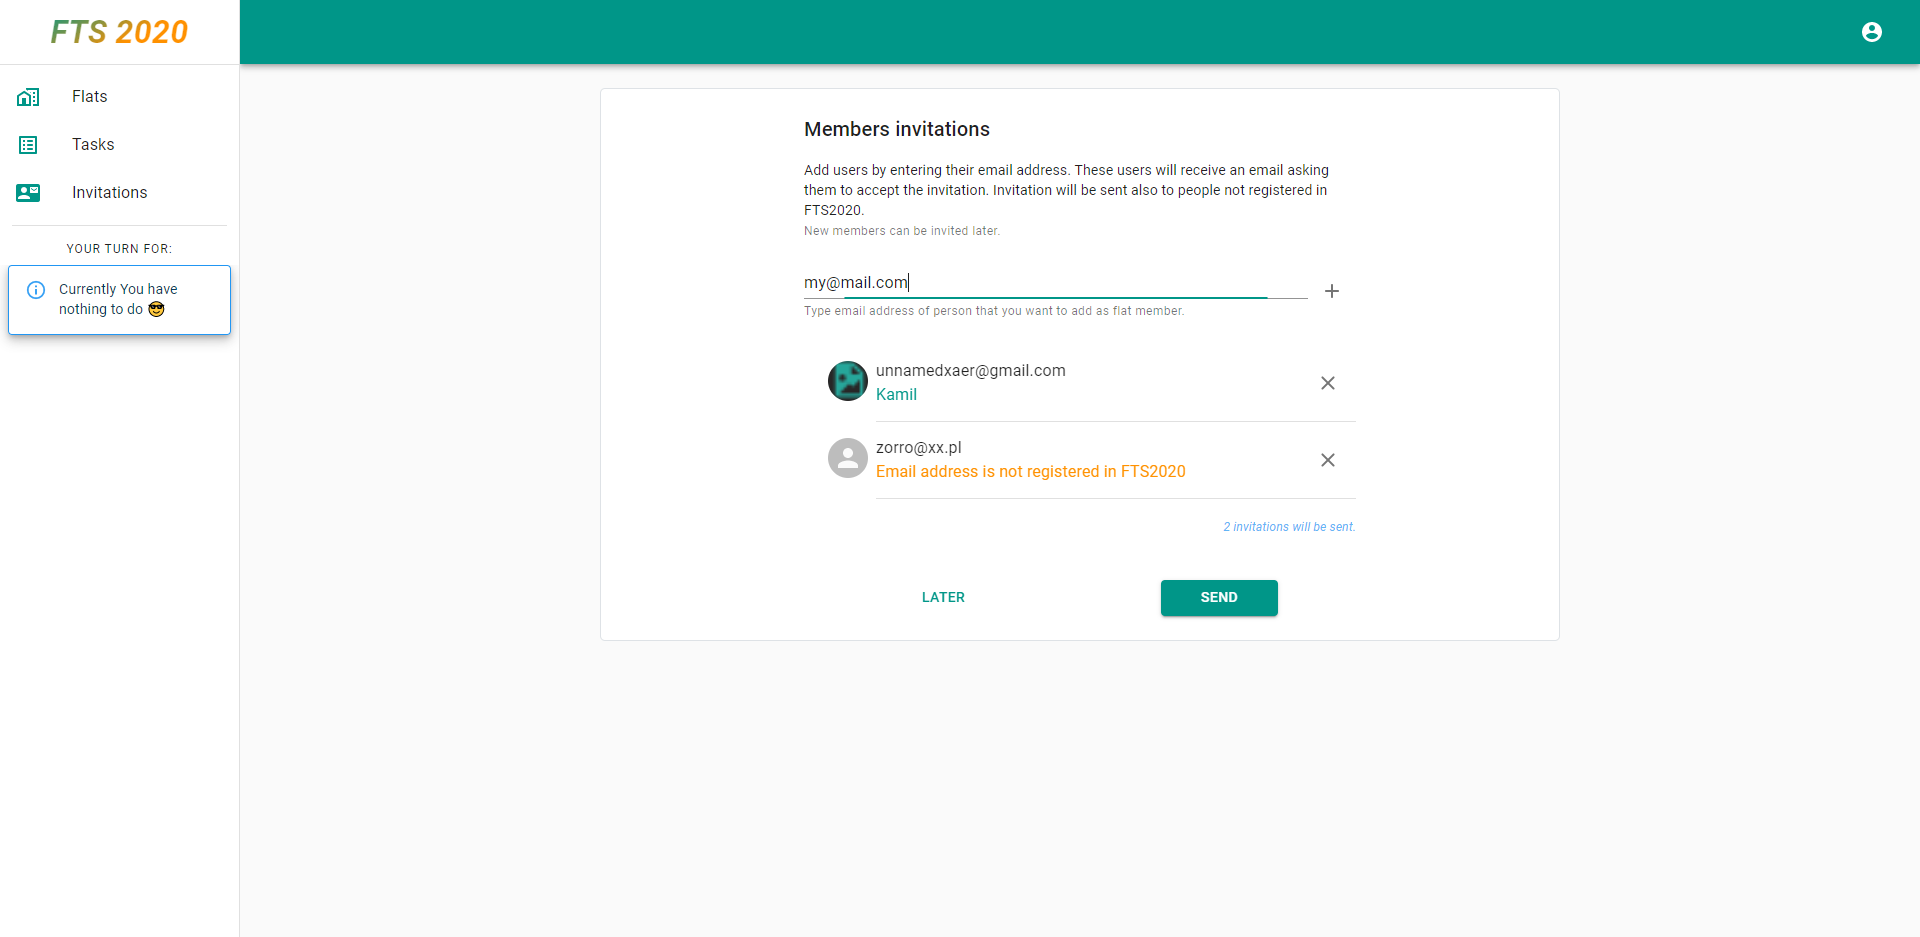 FTS 2020
Flats
Tasks
Invitations
YOUR TURN FOR:
Currently You have
nothing to do 😎
Members invitations
Add users by entering their email address. These users will receive an email asking
them to accept the invitation. Invitation will be sent also to people not registered in
FTS2020.
New members can be invited later.
my@mail.com
Type email address of person that you want to add as flat member.
unnamedxaer@gmail.com
Kamil
zorro@xx.pl
Email address is not registered in FTS2020
2 invitations will be sent.
LATER
SEND